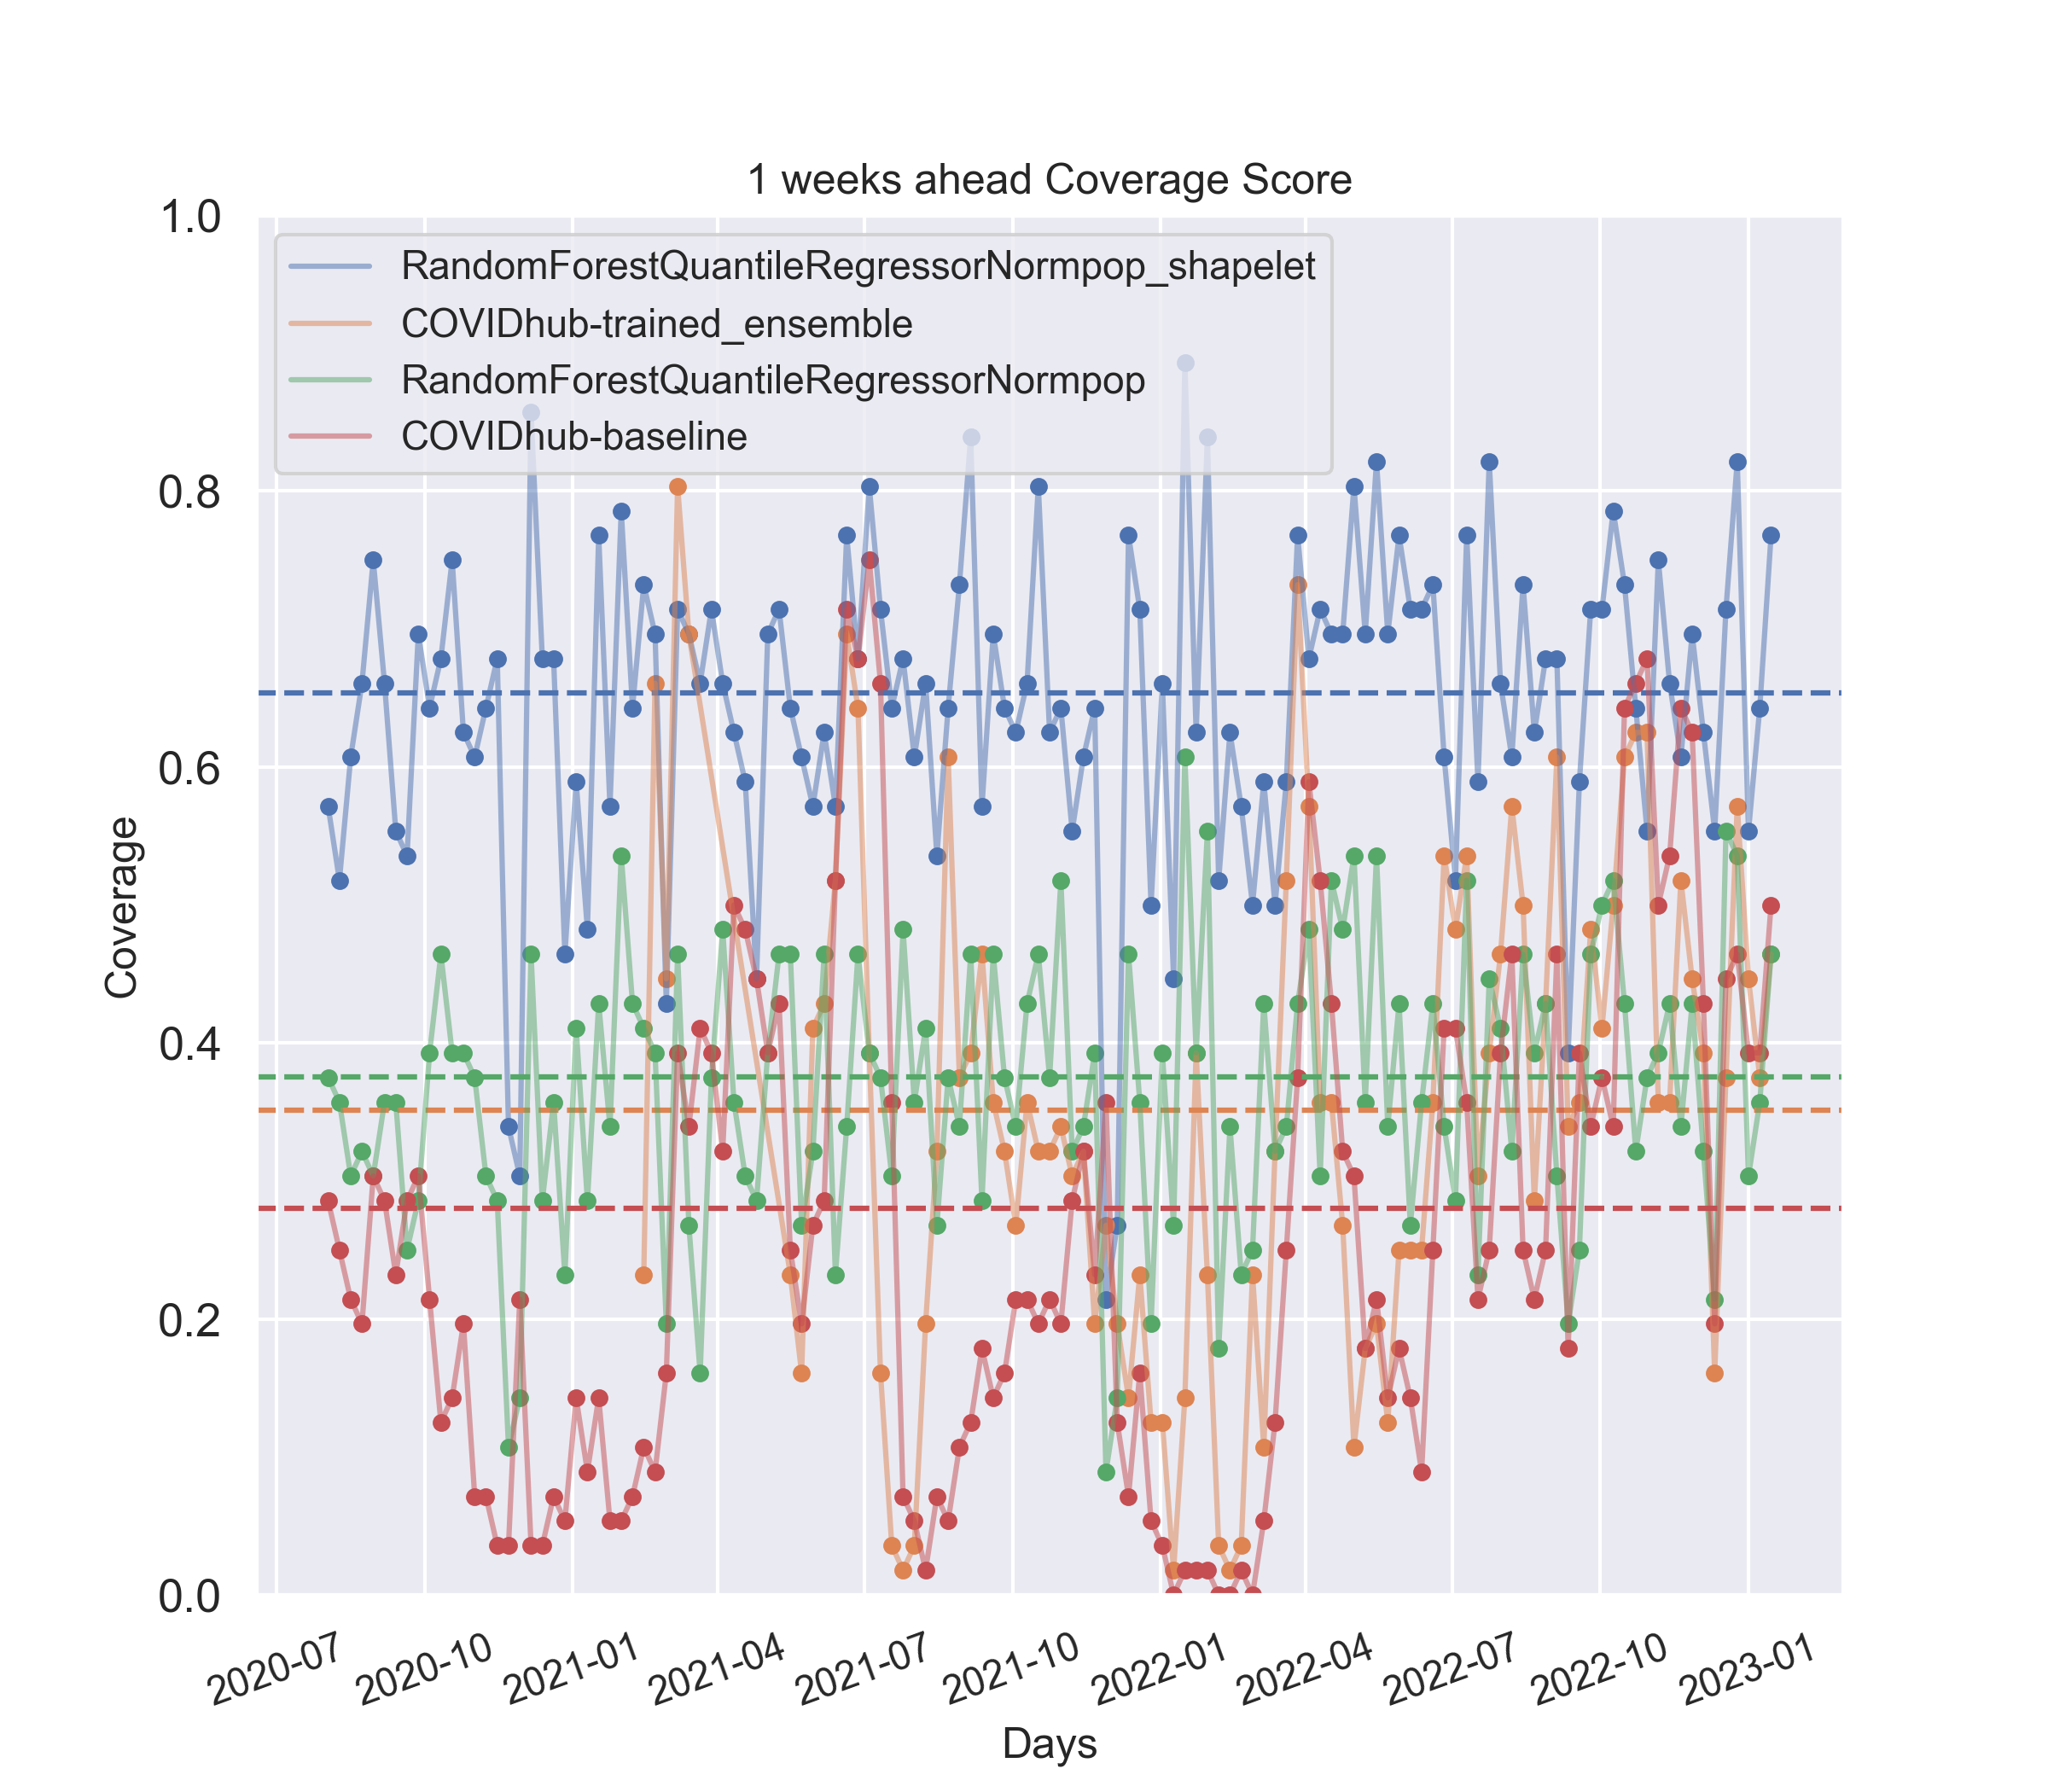 1 weeks ahead Coverage Score
1.0
0.8
0.6
0.4
0.2
0.0
Coverage
RandomForestQuantileRegressorNormpop_shapelet
COVIDhub-trained_ensemble
RandomForestQuantileRegressorNormpop
COVIDhub-baseline
2020-07
2020-10
2021-01
2021-04
2021-07
2021-10
2022-01
2022-04
2022-07
2022-10
2023-01
Days